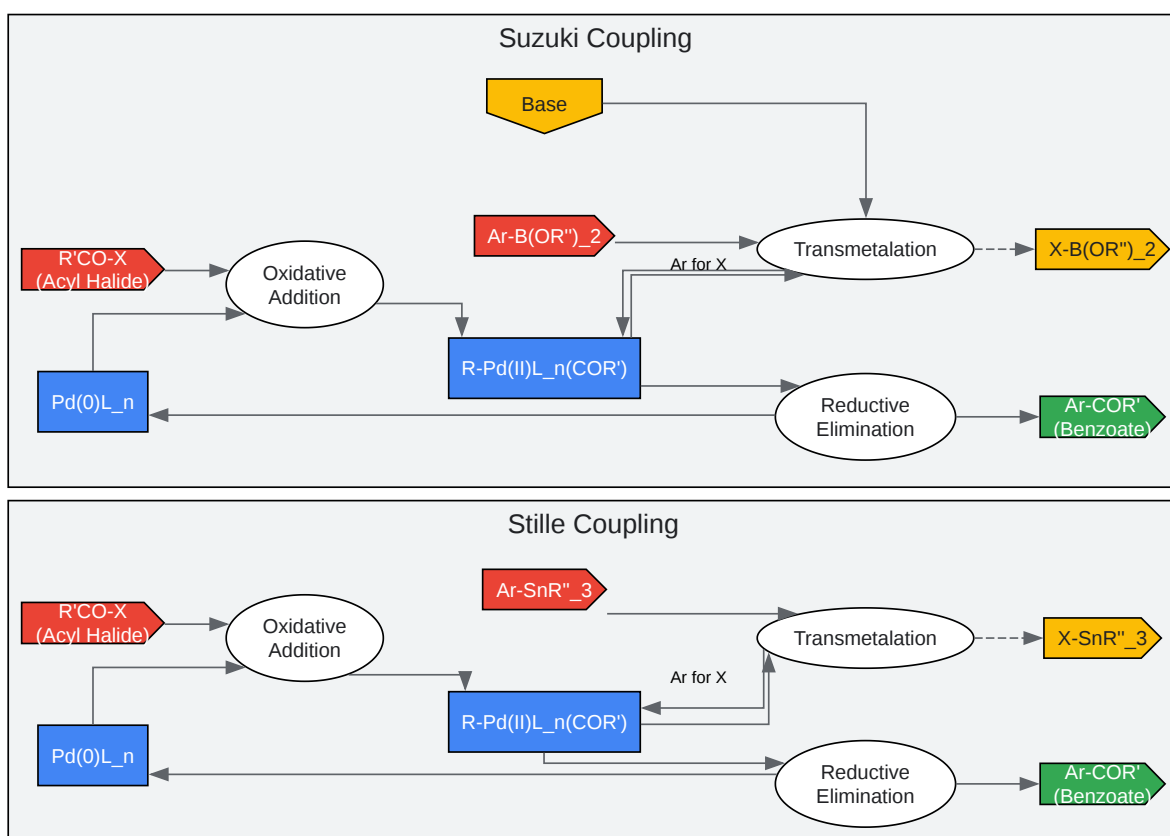 Suzuki Coupling
Base
Ar-B(OR")_2
Transmetalation
X-B(OR")_2
R'CO-X
(Acyl Halide)
Oxidative
Addition
Ar for X
R-Pd(II)L_n(COR')
Pd(0)L_n
Reductive
Elimination
Ar-COR'
(Benzoate)
Stille Coupling
Ar-SnR"_3
R'CO-X
(Acyl Halide)
Oxidative
Addition
Transmetalation
X-SnR"_3
Ar for X
R-Pd(II)L_n(COR')
Pd(0)L_n
Reductive
Elimination
Ar-COR'
(Benzoate)